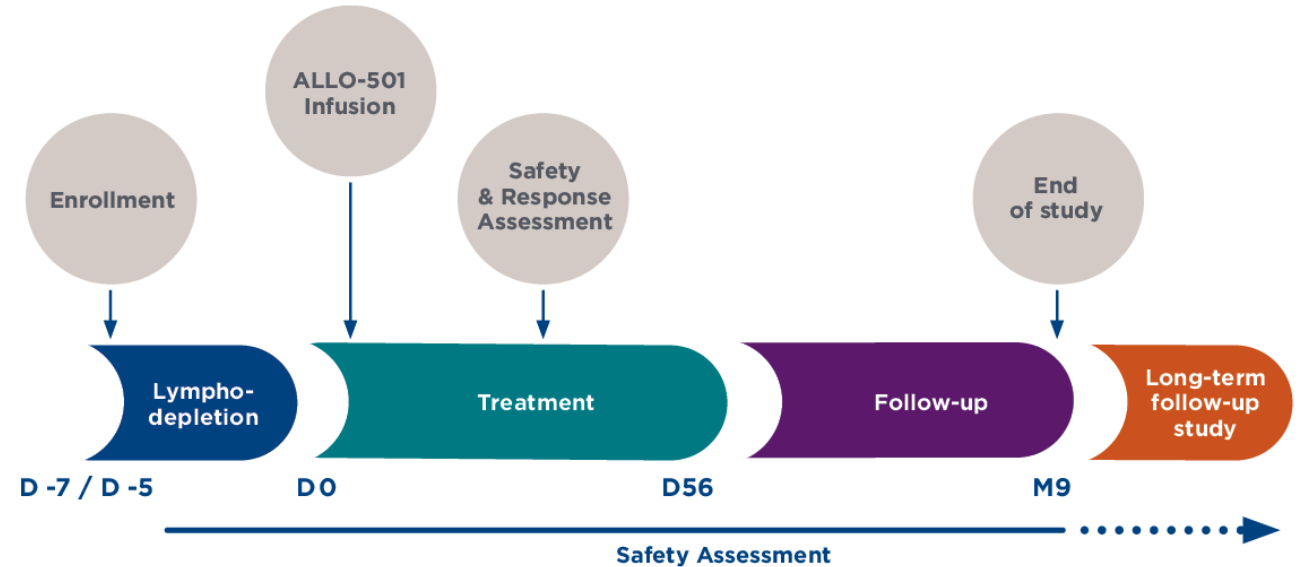 ALLO-501
Infusion
Enrollment
Safety
& Response
Assessment
End
of study
Lympho-
depletion
Treatment
Follow-up
Long-term
follow-up
study
D -7 / D -5
D0
D56
M9
Safety Assessment